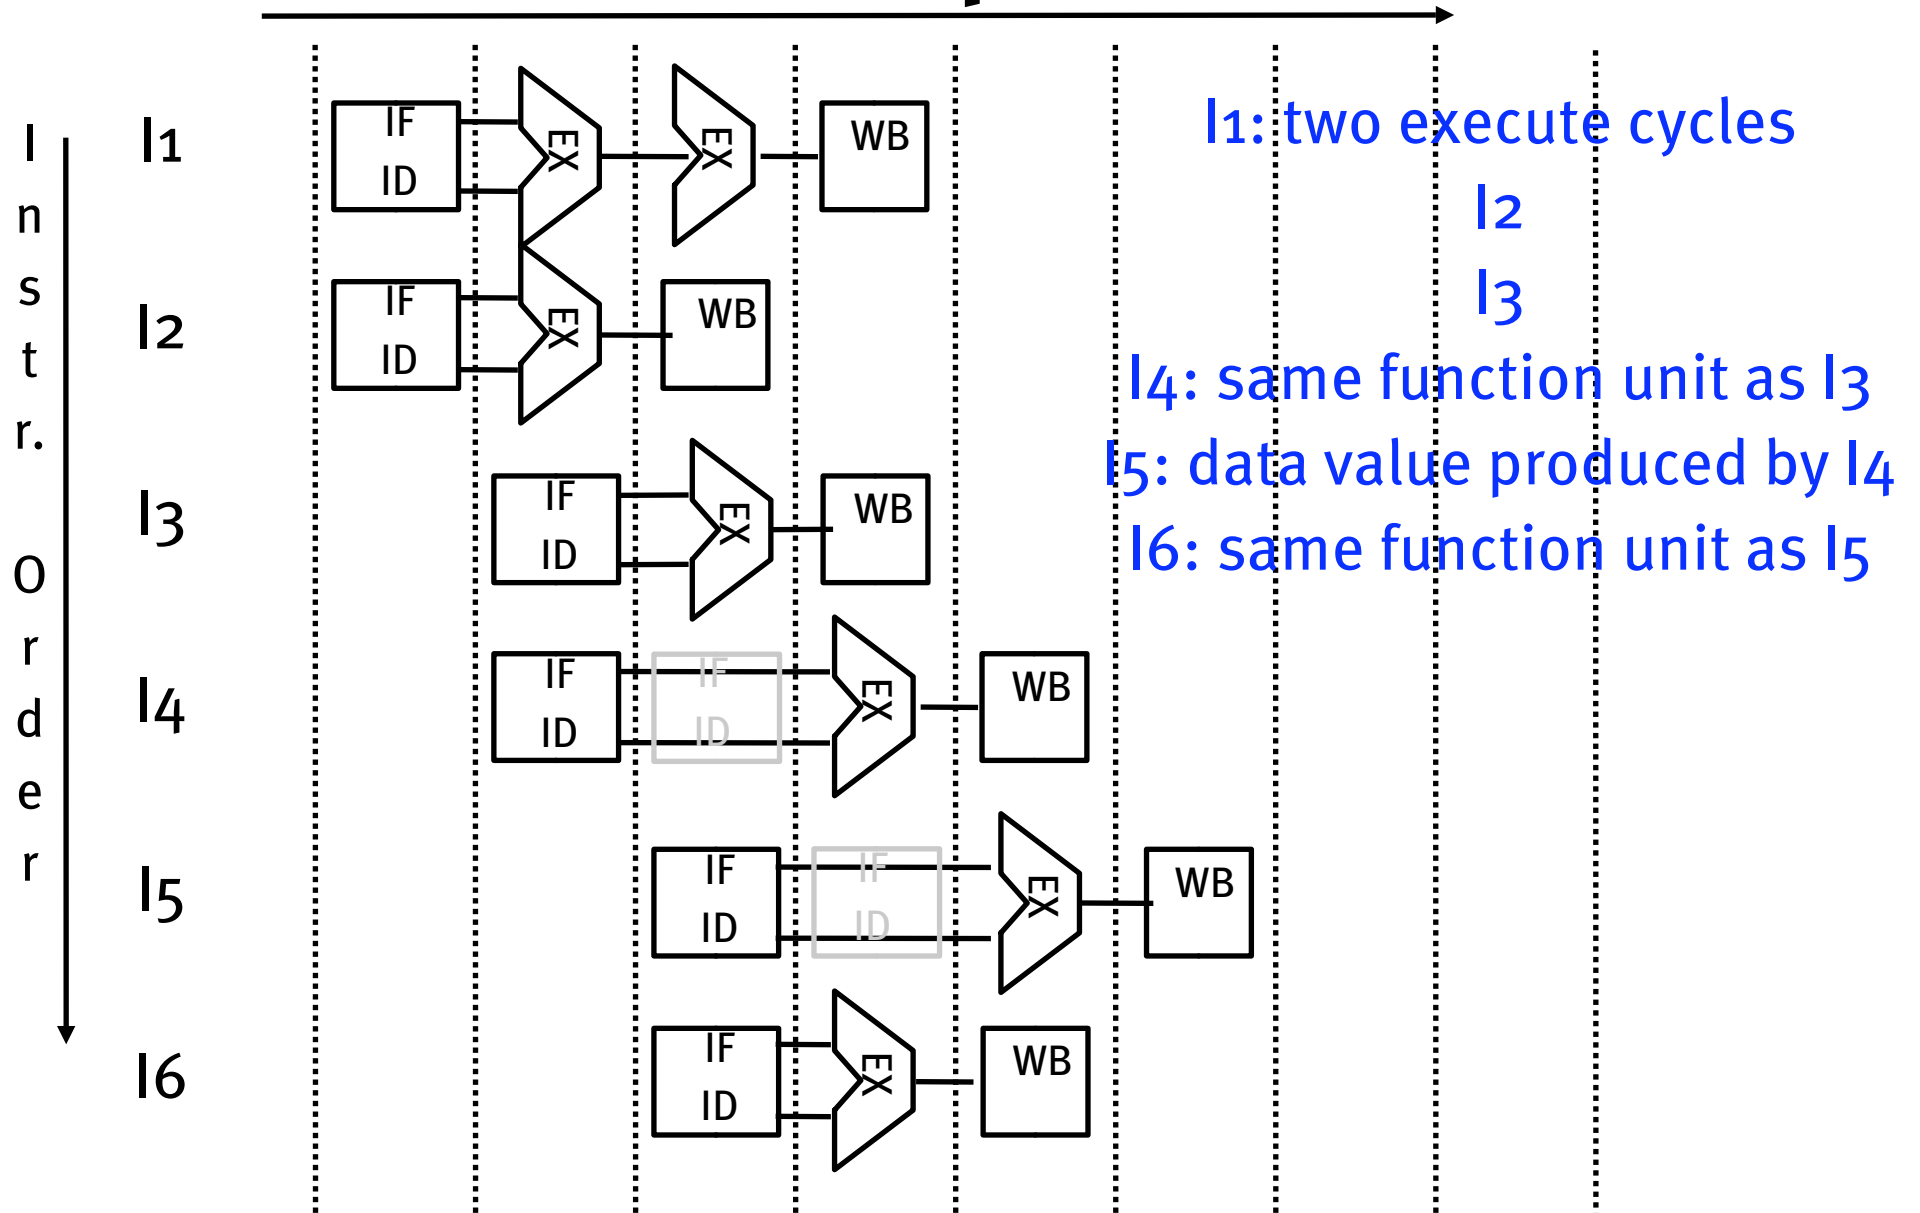 I1: two execute cycles
I2
I3
I4: same function unit as I3
I5: data value produced by I4
I6: same function unit as I5
Instr. Order
I1
IF
ID
EX
EX
WB
I2
IF
ID
EX
WB
I3
IF
ID
EX
WB
I4
IF
ID
IF
ID
EX
WB
I5
IF
ID
IF
ID
EX
WB
I6
IF
ID
EX
WB